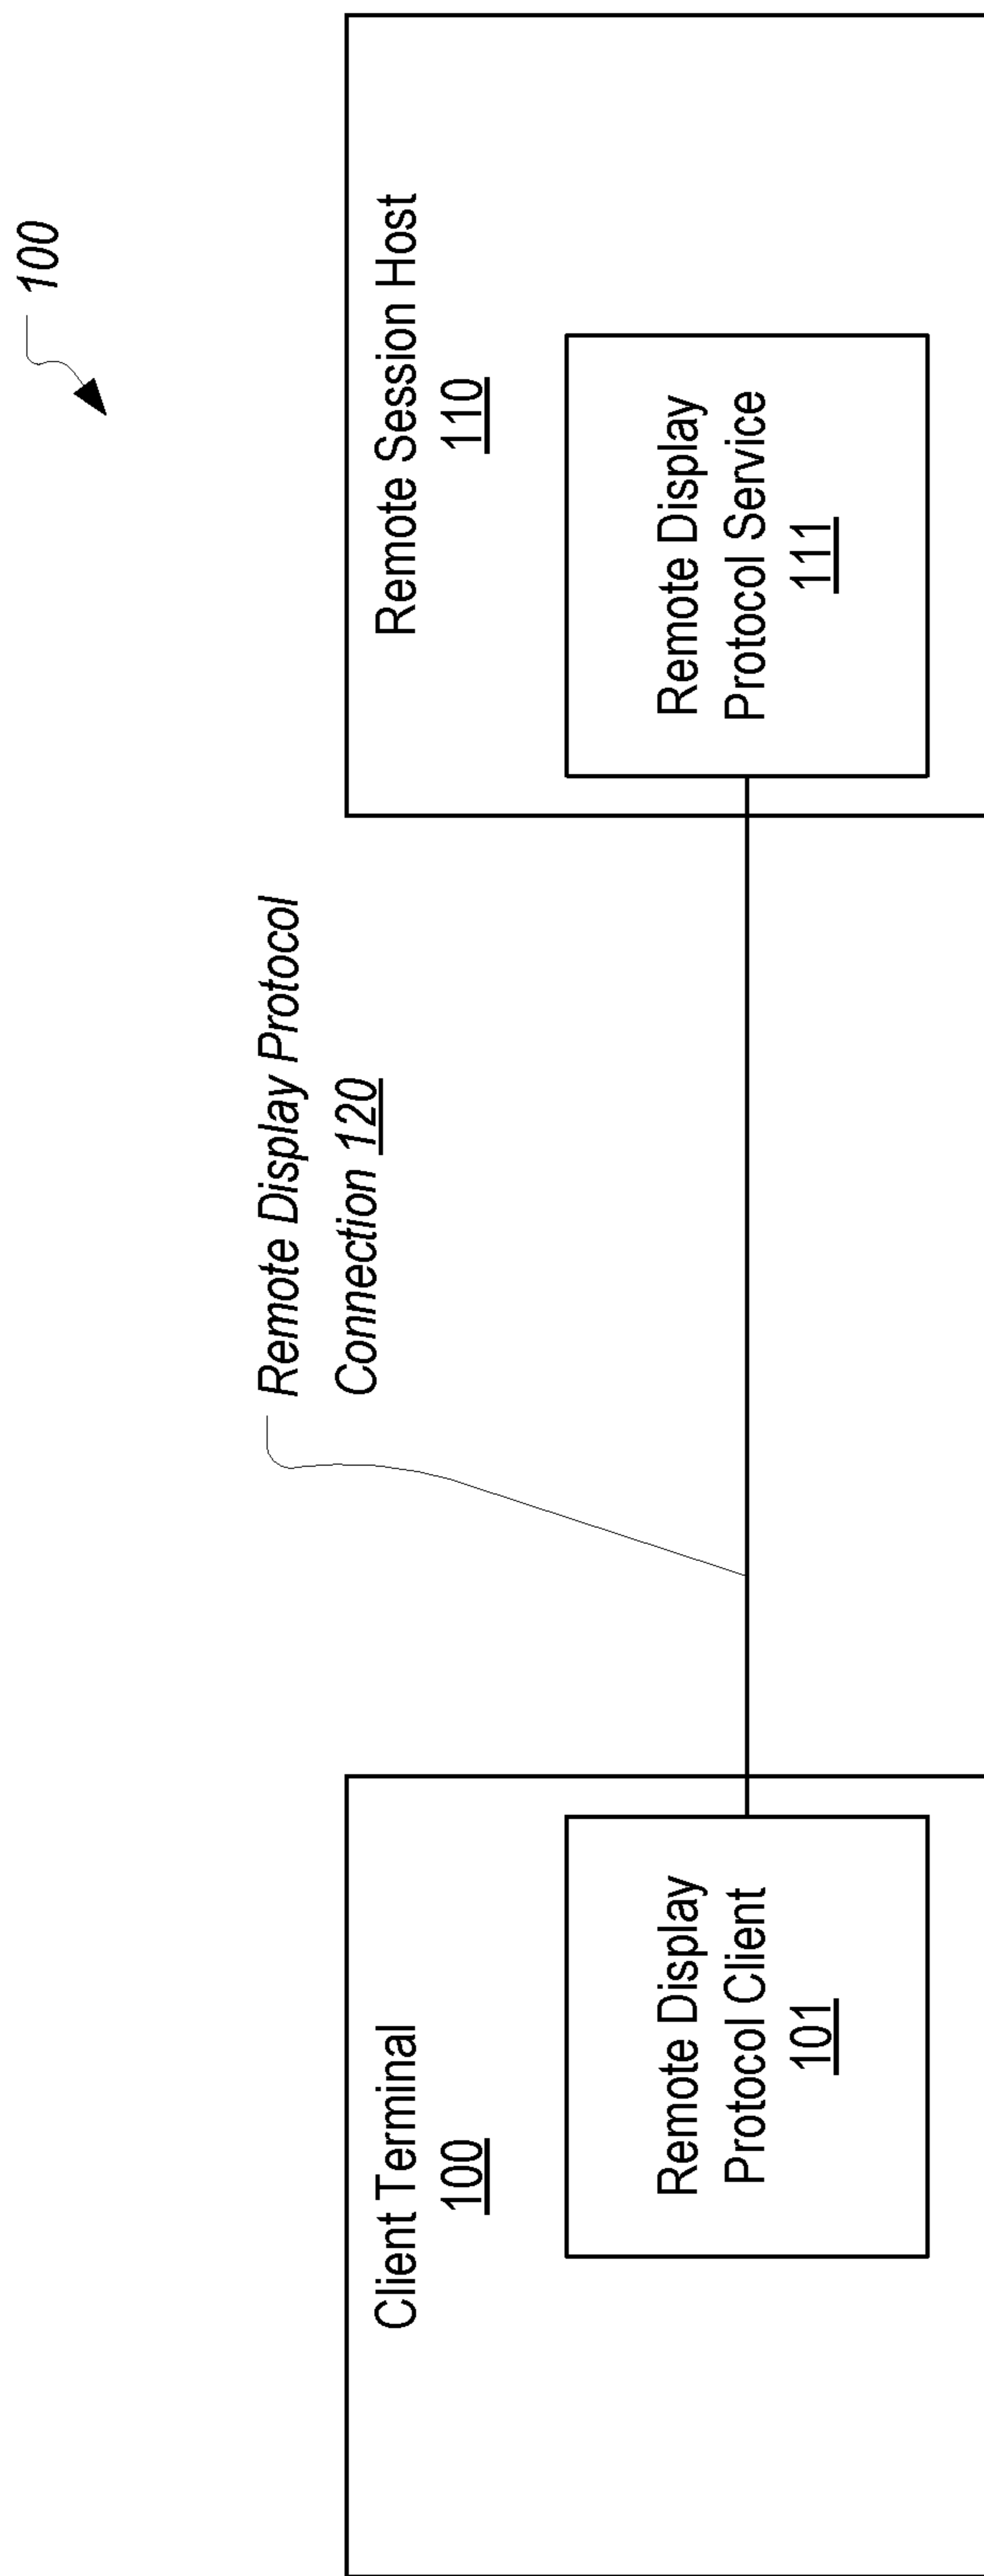 100
Remote Display Protocol
Connection 120
Client Terminal
100
Remote Display
Protocol Client
101
Remote Session Host
110
Remote Display
Protocol Service
111